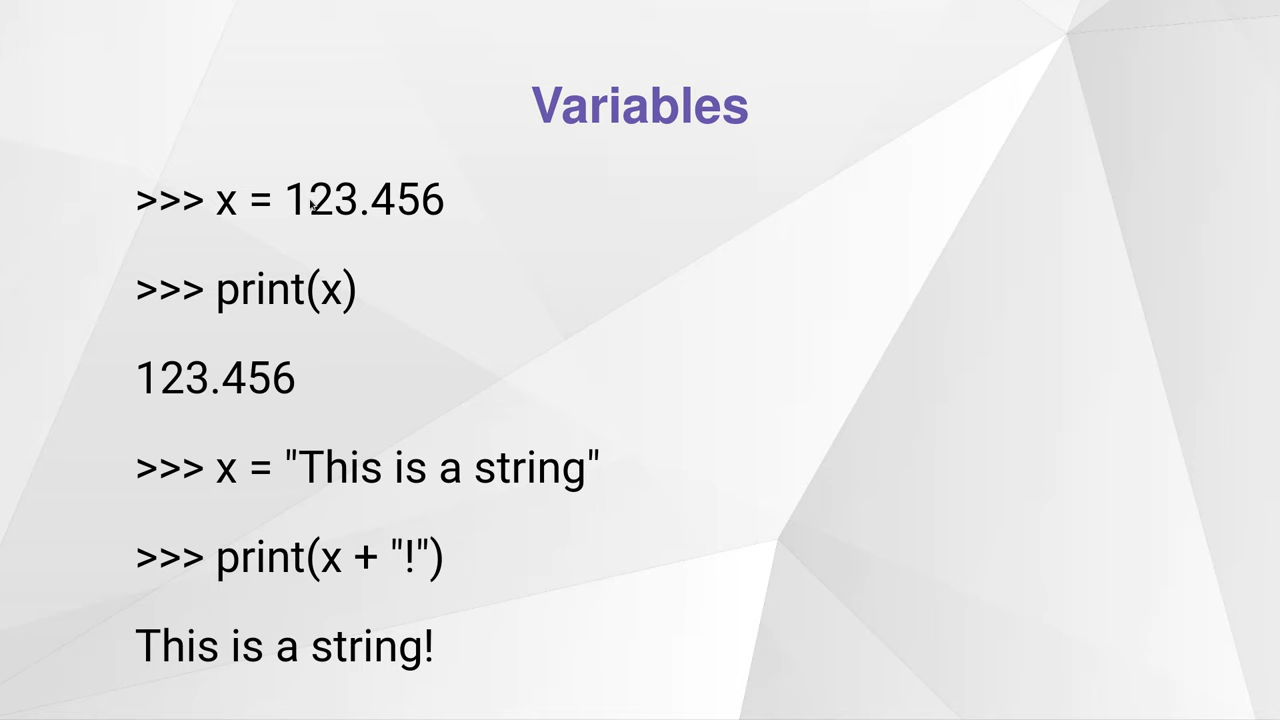 Variables
>>> x = 123.456
>>> print(x)
123.456
>>> x = "This is a string"
>>> print(x + "!")
This is a string!